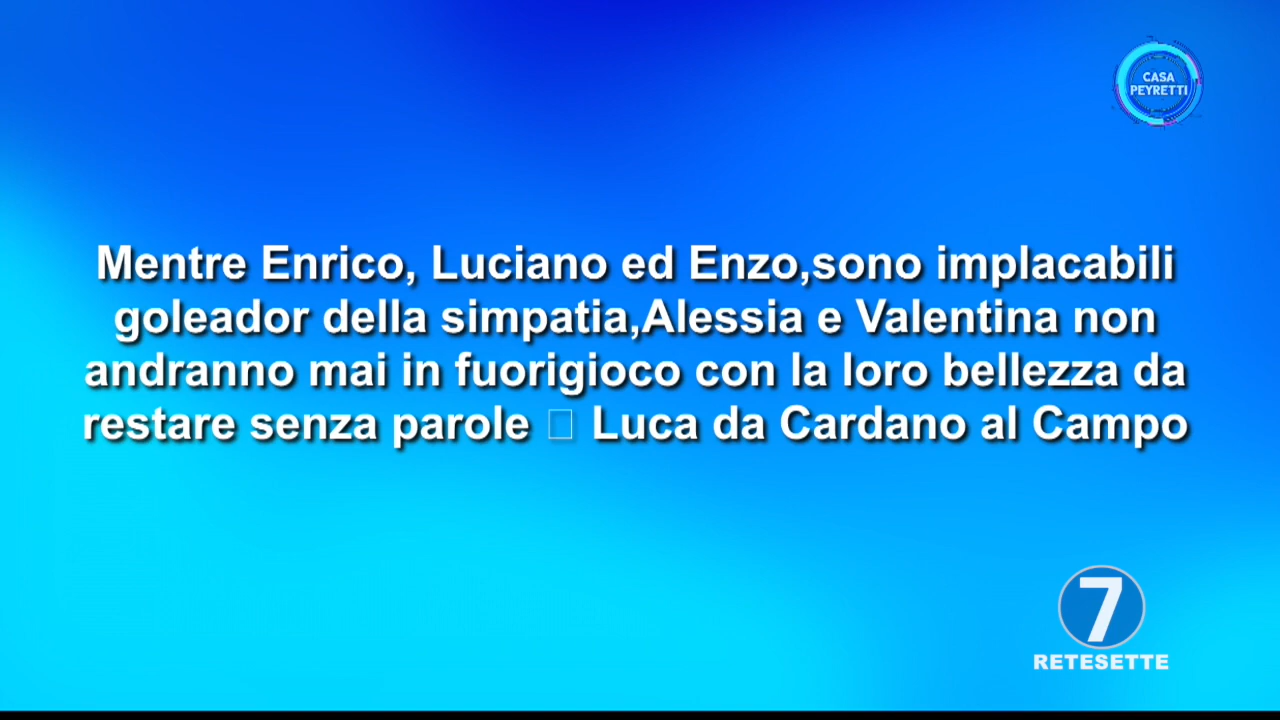 CASA
PEYRETTI
Mentre Enrico, Luciano ed Enzo,sono implacabili
goleador della simpatia,Alessia e Valentina non
andranno mai in fuorigioco con la loro bellezza da
restare senza parole Luca da Cardano al Campo
7
RETESETTE